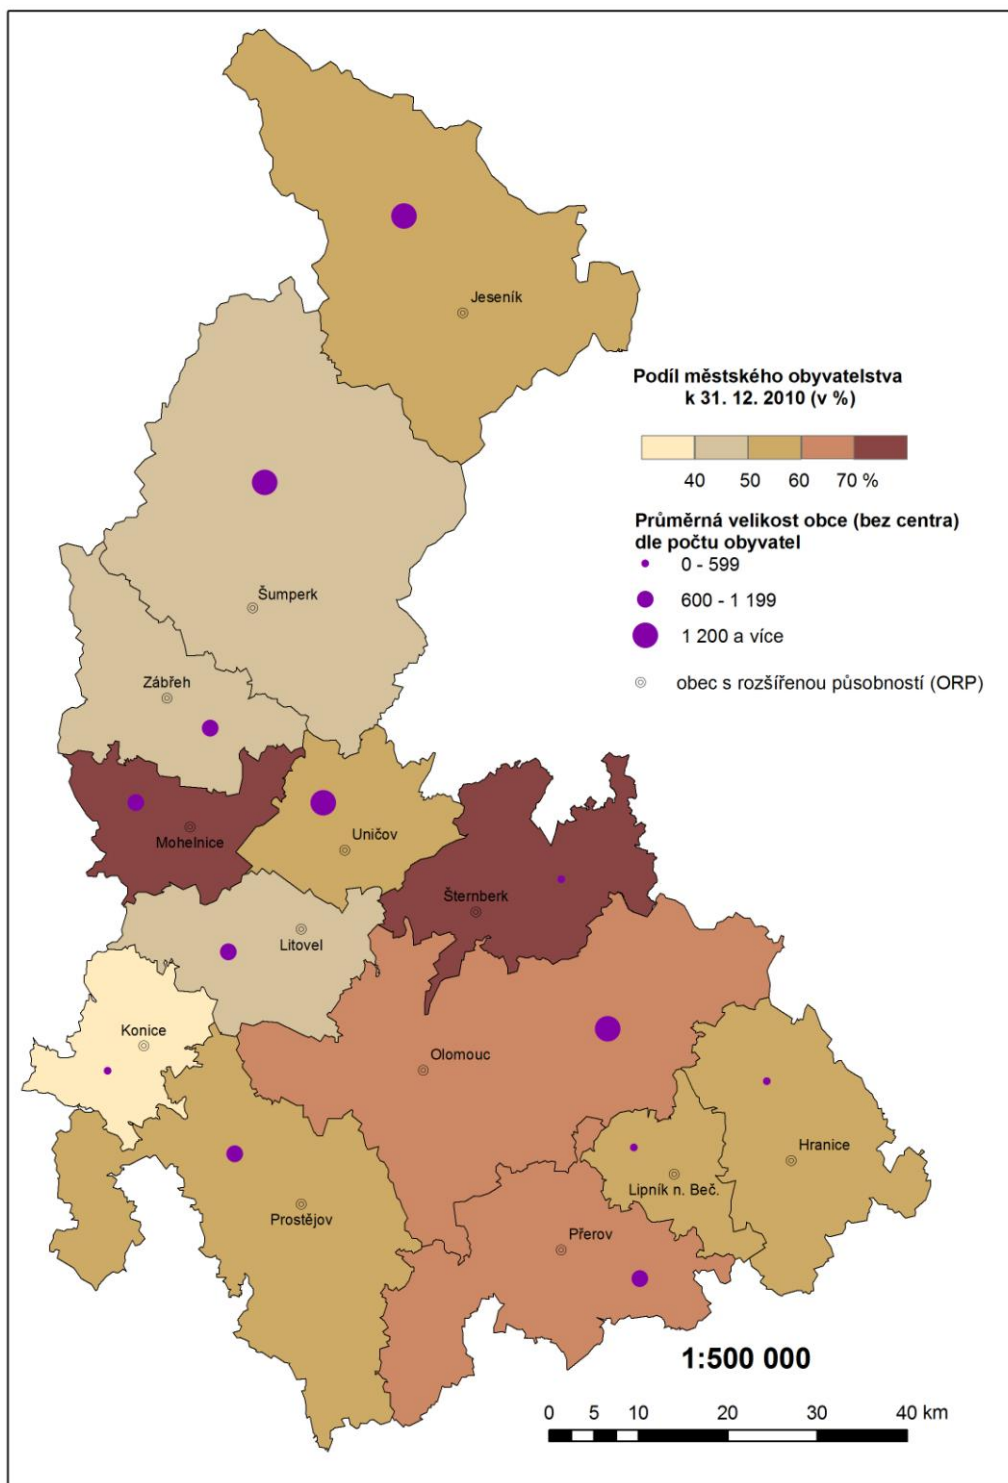 Jeseník
Podíl městského obyvatelstva
k 31. 12. 2010 (v %)
40 50 60 70 %
Průměrná velikost obce (bez centra)
dle počtu obyvatel
0 - 599
600 - 1 199
1 200 a více
obec s rozšířenou působností (ORP)
Šumperk
Zábřeh
Mohelnice
Uničov
Šternberk
Litovel
Konice
Olomouc
Hranice
Lipník n. Beč.
Prostějov
Přerov
1:500 000
0 5 10 20 30 40 km